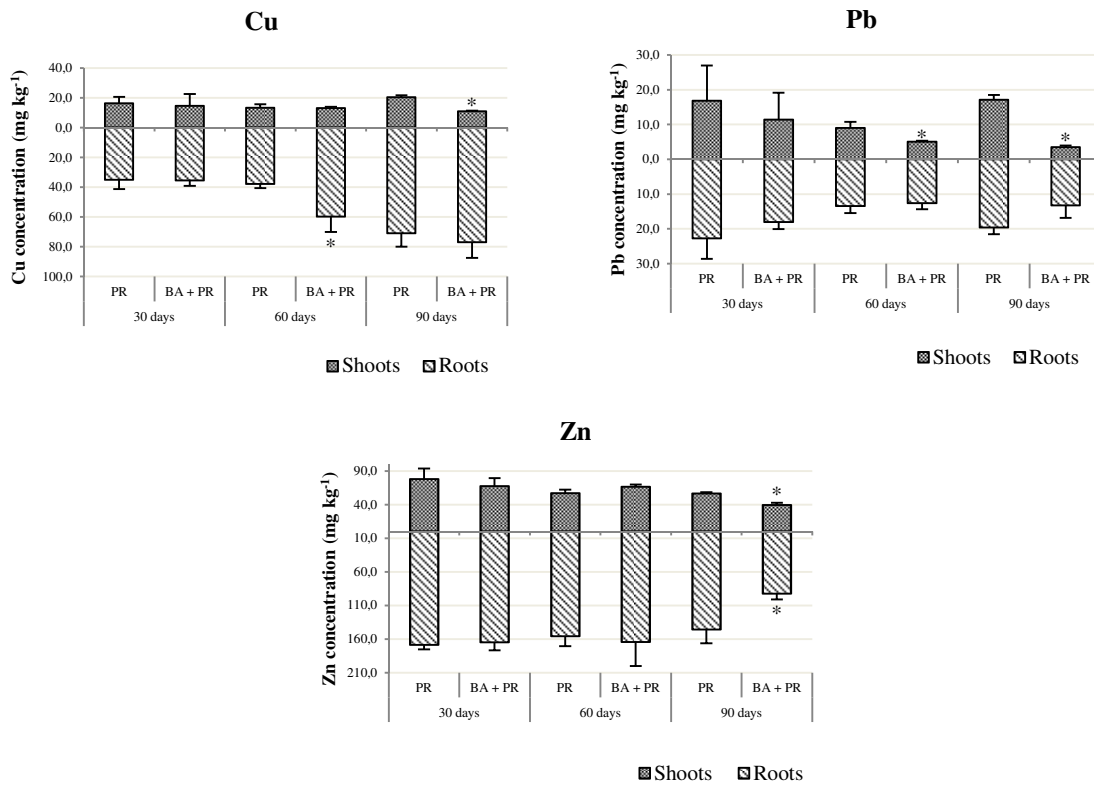 Cu
Cu concentration (mg kg-1)
40,0
20,0
0,0
20,0
40,0
60,0
80,0
100,0
*
*
PR BA + PR PR BA + PR PR BA + PR
30 days 60 days 90 days
Shoots Roots
Pb
Pb concentration (mg kg-1)
30.0
20.0
10.0
0.0
10.0
20.0
30.0
*
*
PR BA + PR PR BA + PR PR BA + PR
30 days 60 days 90 days
Shoots Roots
Zn
Zn concentration (mg kg-1)
90,0
40,0
10,0
60,0
110,0
160,0
210,0
*
*
PR BA + PR PR BA + PR PR BA + PR
30 days 60 days 90 days
Shoots Roots